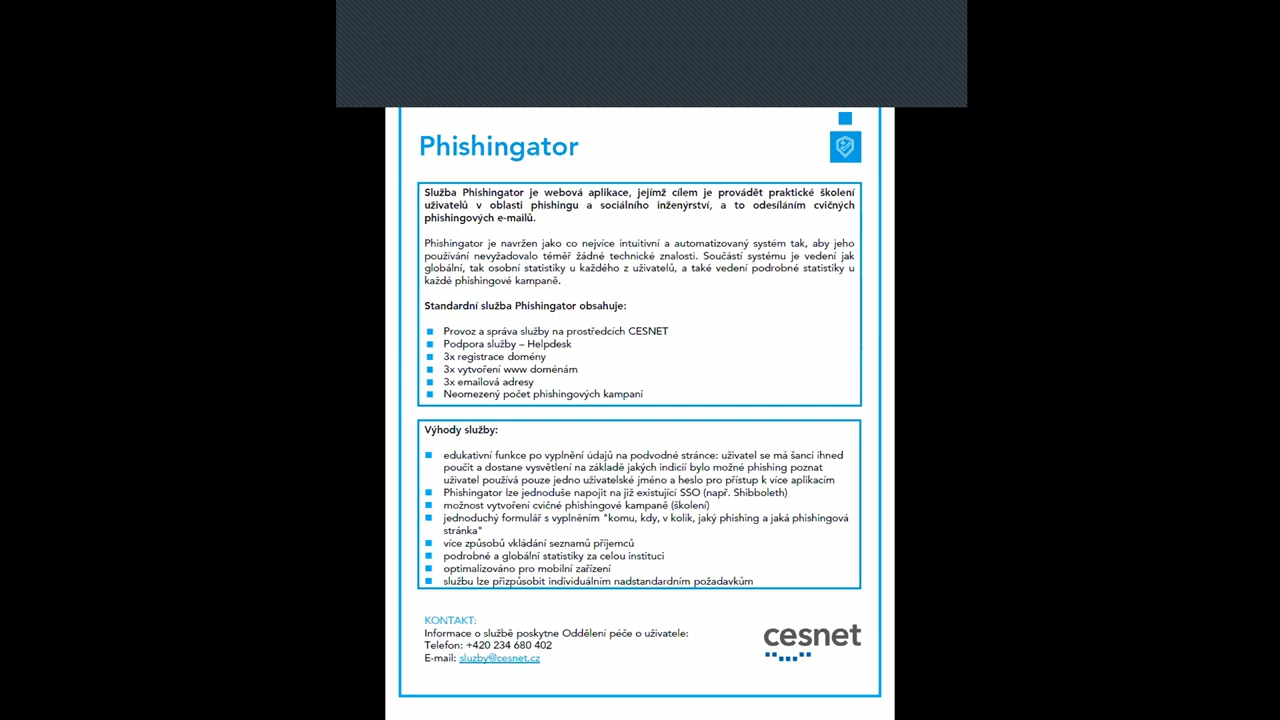 Phishingator
Služba Phishingator je webová aplikace, jejímž cílem je provádět praktické školení
uživatelů v oblasti phishingu a sociálního inženýrství, a to odesíláním cvičných
phishingových e-mailů.
Phishingator je navržen jako co nejvíce intuitivní a automatizovaný systém tak, aby jeho
používání nevyžadovalo téměř žádné technické znalosti. Součástí systému je vedení jak
globální, tak osobní statistiky u každého z uživatelů, a také vedení podrobné statistiky u
každé phishingové kampaně.
Standardní služba Phishingator obsahuje:
Provoz a správa služby na prostředcích CESNET
Podpora služby – Helpdesk
3x registrace domény
3x vytvoření www doménám
3x emailová adresy
Neomezený počet phishingových kampaní
Výhody služby:
edukativní funkce po vyplnění údajů na podvodné stránce: uživatel se má šanci ihned
poučit a dostane vysvětlení na základě jakých indicií bylo možné phishing poznat
uživatel používá pouze jedno uživatelské jméno a heslo pro přístup k více aplikacím
Phishingator lze jednoduše napojit na již existující SSO (např. Shibboleth)
možnost vytvoření cvičné phishingové kampaně (školení)
jednoduchý formulář s vyplněním "komu, kdy, v kolik, jaký phishing a jaká phishingová
stránka"
více způsobů vkládání seznamů příjemců
podrobné a globální statistiky za celou instituci
optimalizováno pro mobilní zařízení
službu lze přizpůsobit individuálním nadstandardním požadavkům
KONTAKT:
Informace o službě poskytne Oddělení péče o uživatele:
Telefon: +420 234 680 402
E-mail: sluzby@cesnet.cz
cesnet